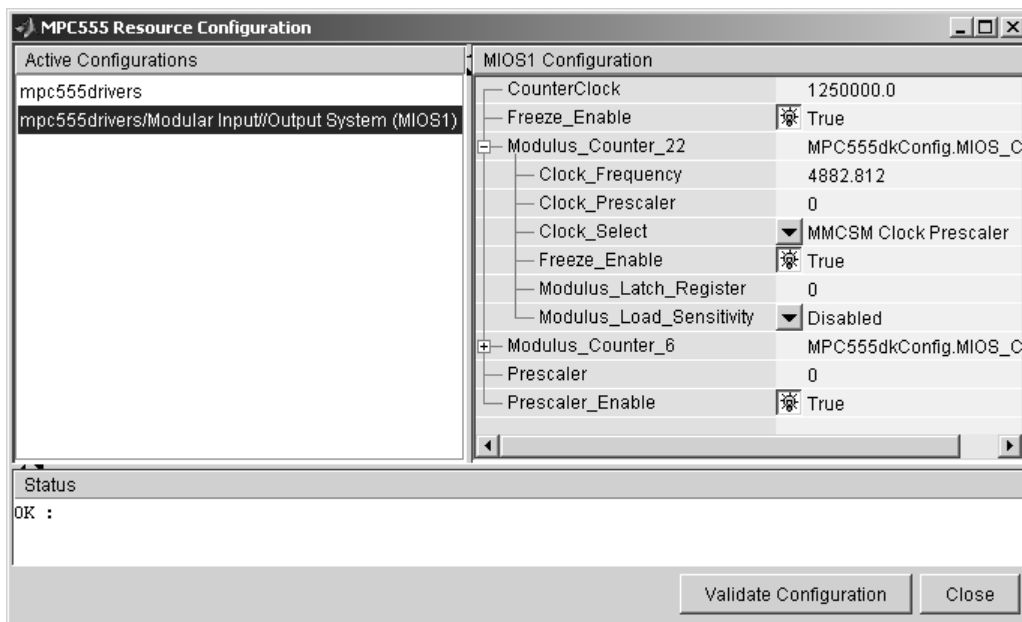 MPC555 Resource Configuration
Active Configurations
mpc555drivers
mpc555drivers/Modular Input//Output System (MIOS1)
MIOS1 Configuration
CounterClock 1250000.0
Freeze_Enable True
Modulus_Counter_22 MPC555dkConfig.MIOS_C
Clock_Frequency 4882.812
Clock_Prescaler 0
Clock_Select MMCSM Clock Prescaler
Freeze_Enable True
Modulus_Latch_Register 0
Modulus_Load_Sensitivity Disabled
Modulus_Counter_6 MPC555dkConfig.MIOS_C
Prescaler 0
Prescaler_Enable True
Status
OK :
Validate Configuration Close